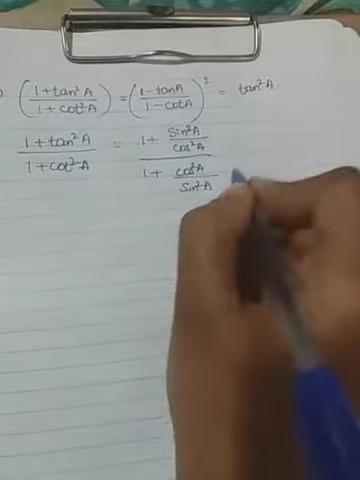 (1+tan²A / 1+cot²A) = (1-tanA / 1-cotA)² = tan²A
1+tan²A / 1+cot²A = 1+ sin²A/cos²A / 1+ cos²A/sin²A